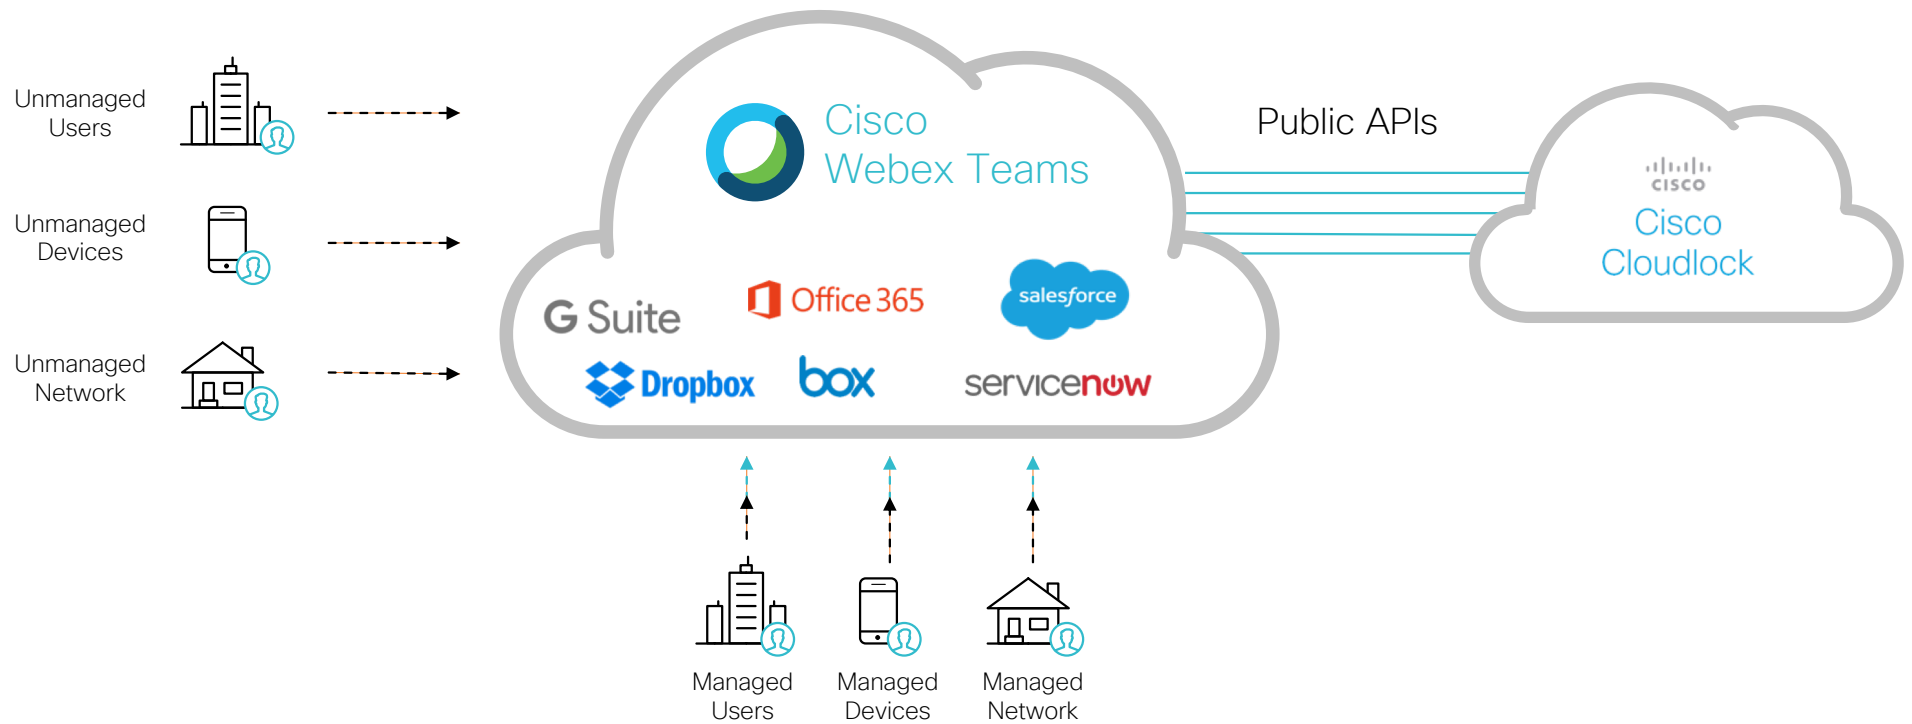 Unmanaged
Users
Unmanaged
Devices
Unmanaged
Network
Cisco
Webex Teams
G Suite
Office 365
salesforce
Dropbox
box
servicenow
Public APIs
CISCO
Cisco
Cloudlock
Managed
Users
Managed
Devices
Managed
Network